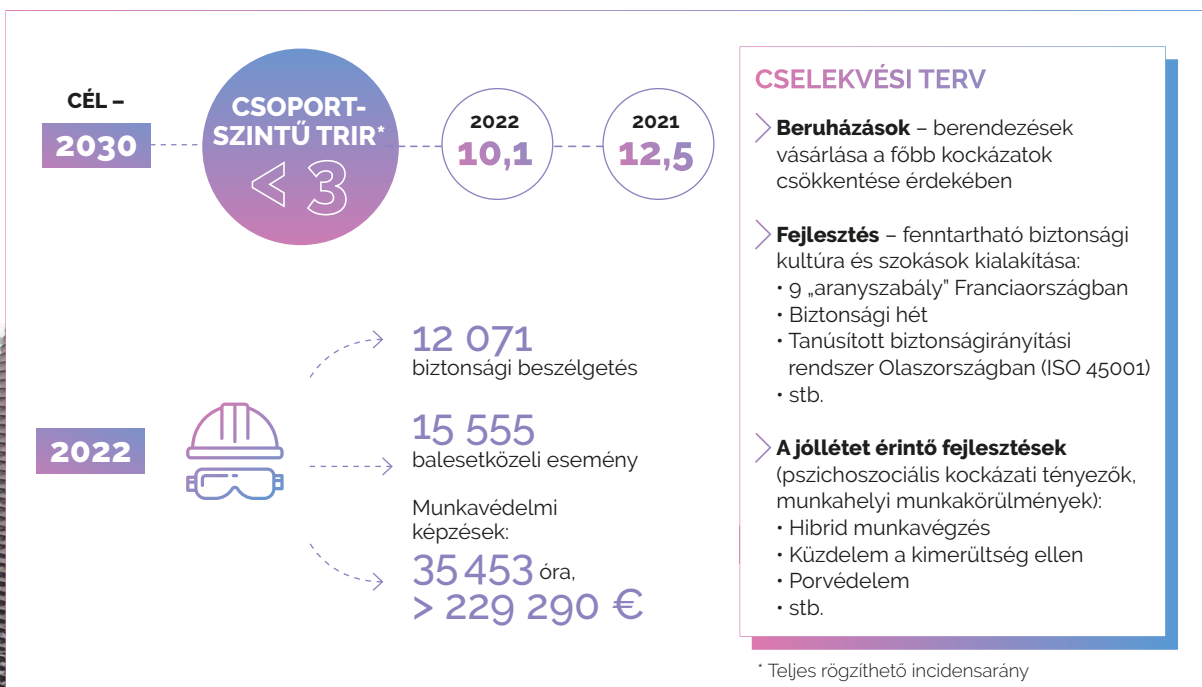 CÉL –
2030
CSOPORT-
SZINTŰ TRIR*
< 3
2022
10,1
2021
12,5
2022
12 071
biztonsági beszélgetés
15 555
balesetközeli esemény
Munkavédelmi
képzések:
35 453 óra,
> 229 290 €
CSELEKVÉSI TERV
Beruházások – berendezések
vásárlása a főbb kockázatok
csökkentése érdekében
Fejlesztés – fenntartható biztonsági
kultúra és szokások kialakítása:
• 9 „aranyszabály” Franciaországban
• Biztonsági hét
• Tanúsított biztonságirányítási
rendszer Olaszországban (ISO 45001)
• stb.
A jóllétet érintő fejlesztések
(pszichoszociális kockázati tényezők,
munkahelyi munkakörülmények):
• Hibrid munkavégzés
• Küzdelem a kimerültség ellen
• Porvédelem
• stb.
* Teljes rögzíthető incidensarány